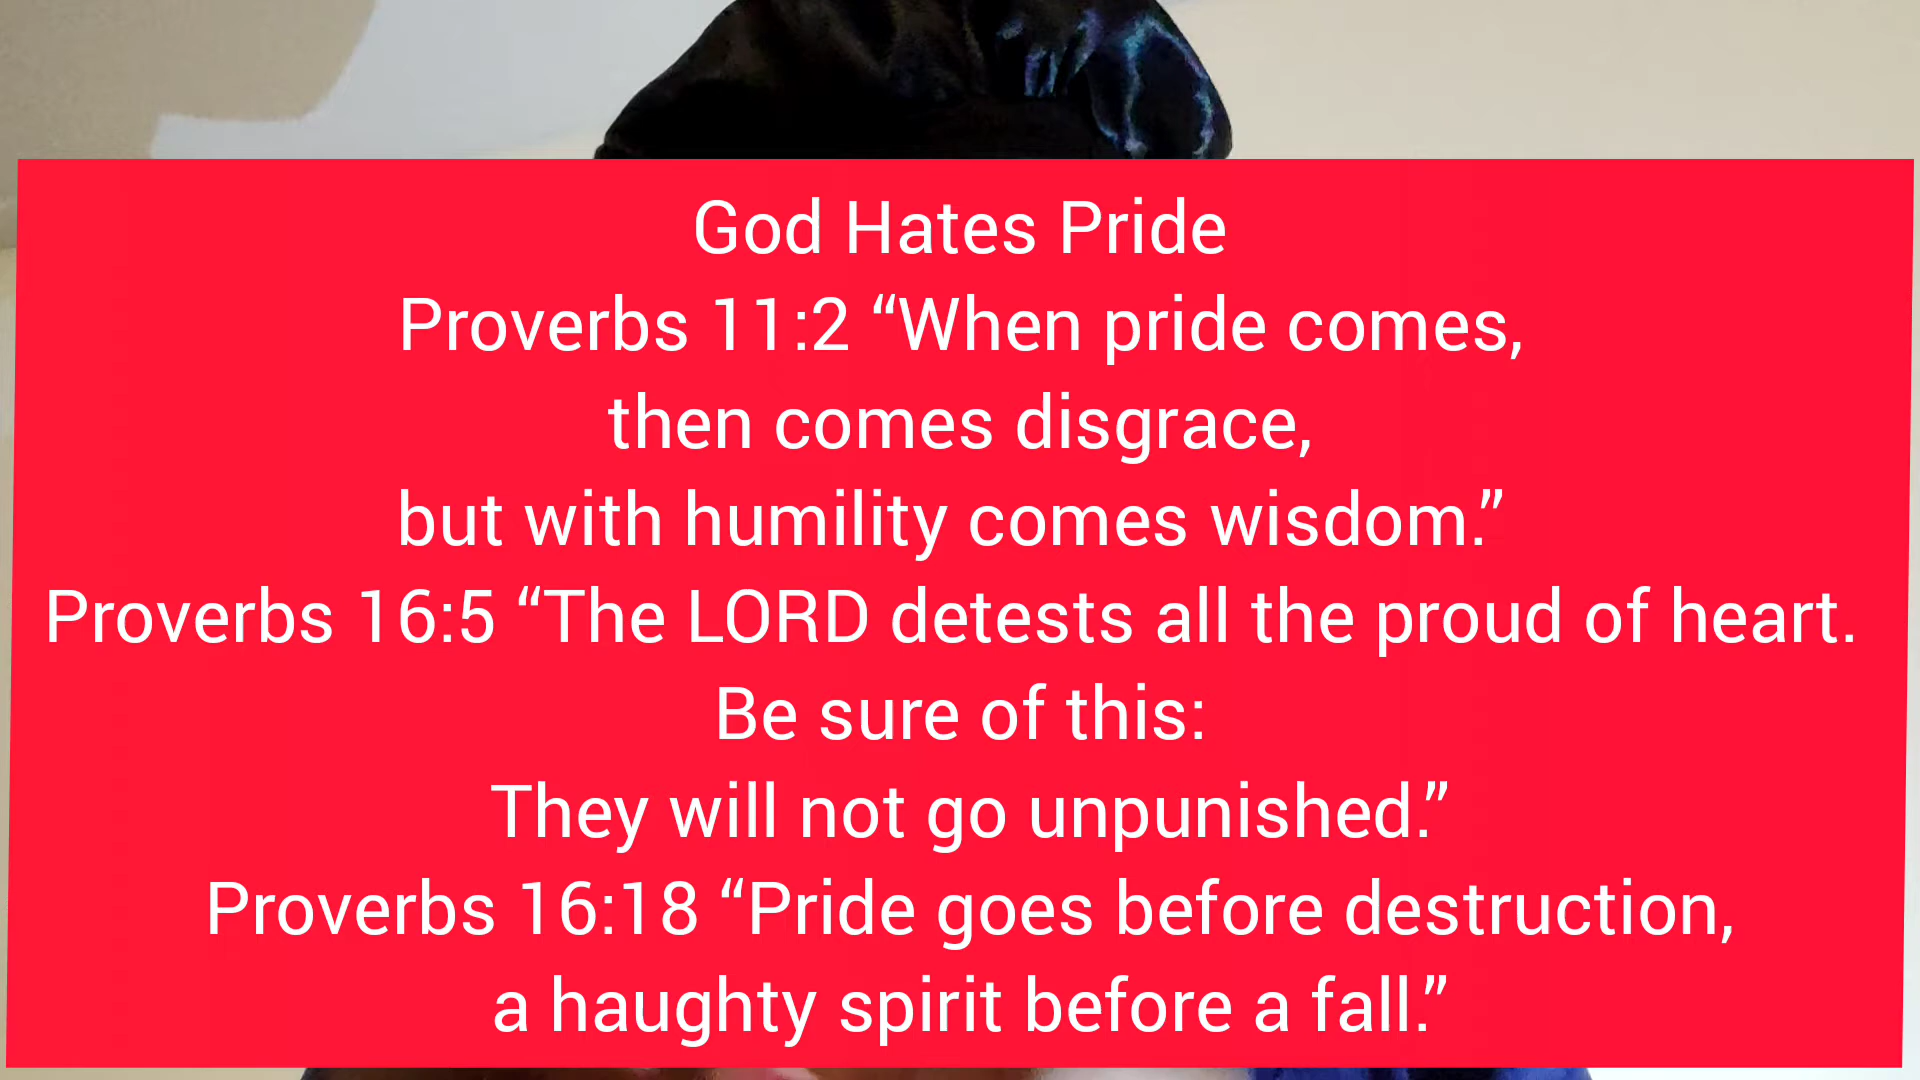 God Hates Pride
Proverbs 11:2 “When pride comes,
then comes disgrace,
but with humility comes wisdom.”
Proverbs 16:5 “The LORD detests all the proud of heart.
Be sure of this:
They will not go unpunished.”
Proverbs 16:18 “Pride goes before destruction,
a haughty spirit before a fall.”